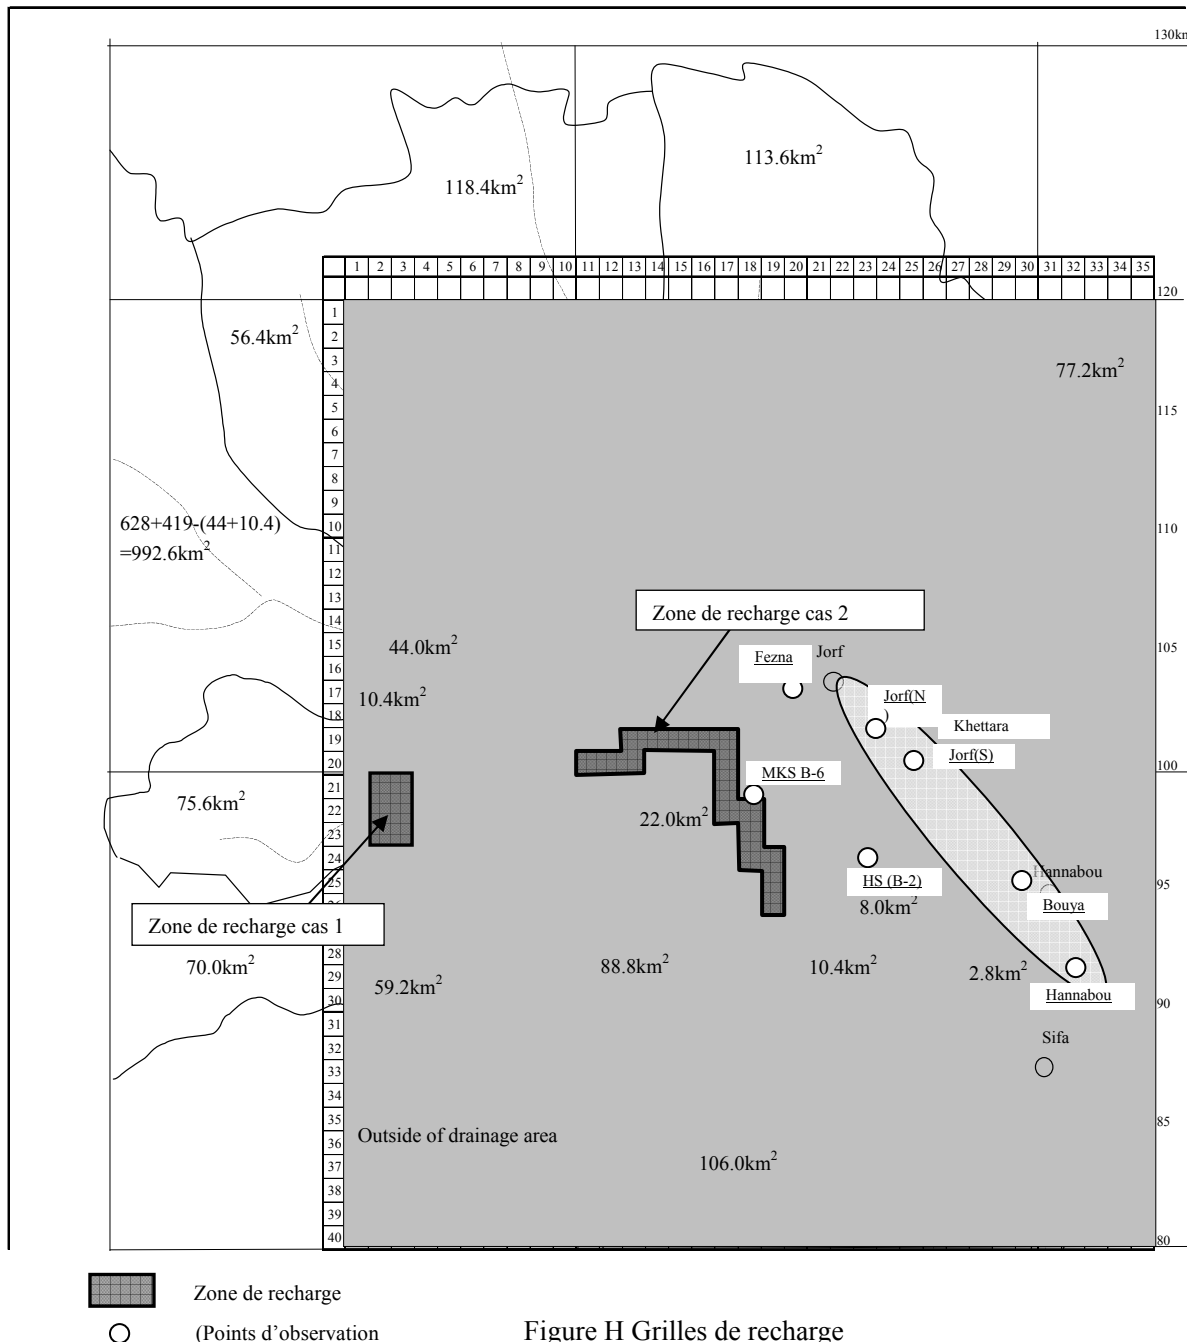 130km
113.6km²
118.4km²
1 2 3 4 5 6 7 8 9 10 11 12 13 14 15 16 17 18 19 20 21 22 23 24 25 26 27 28 29 30 31 32 33 34 35
120
1
2
56.4km²
3
77.2km²
4
5
115
6
7
8
9
628+419-(44+10.4)
10
110
=992.6km²
11
12
13
Zone de recharge cas 2
14
15
44.0km²
105
Fezna
Jorf
16
17
10.4km²
Jorf(N
18
Khettara
19
Jorf(S)
20
MKS B-6
100
21
75.6km²
22
22.0km²
23
24
Hannabou
25
HS (B-2)
95
Bouya
8.0km²
Zone de recharge cas 1
28
70.0km²
88.8km²
10.4km²
2.8km²
29
59.2km²
30
Hannabou
90
31
32
Sifa
33
34
35
85
Outside of drainage area
36
37
106.0km²
38
39
40
80
Zone de recharge
(Points d'observation
Figure H Grilles de recharge